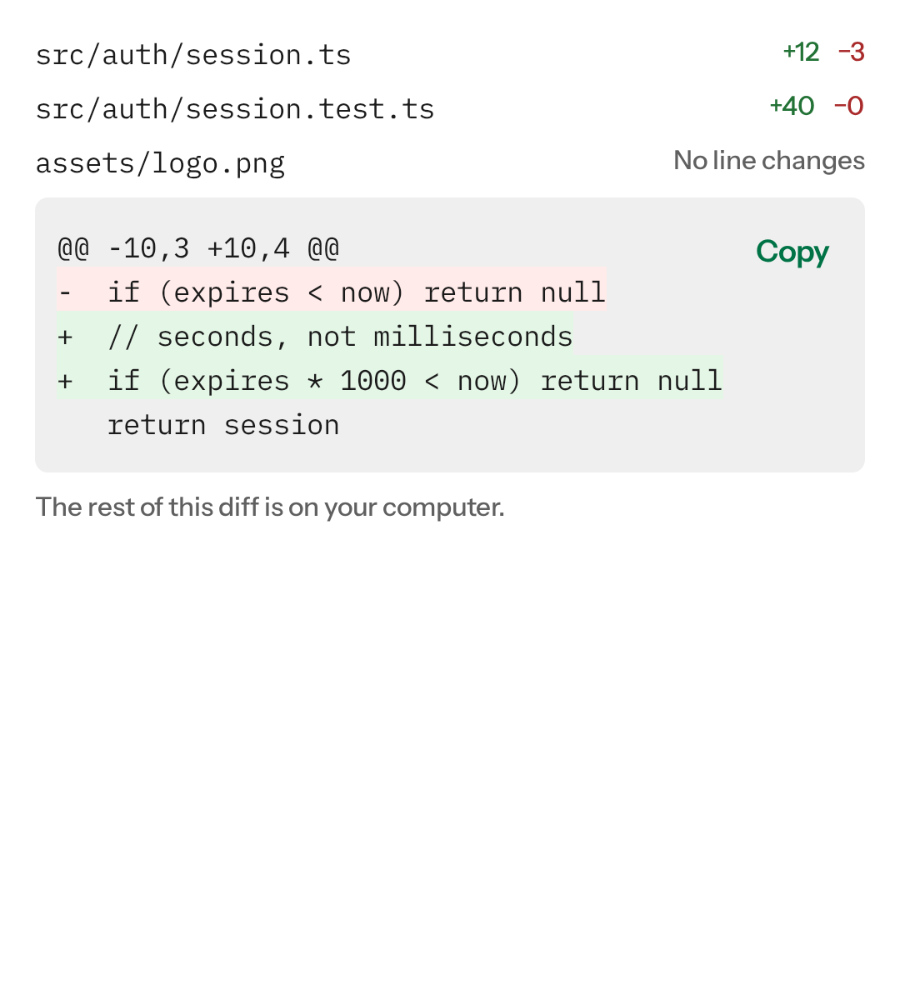 src/auth/session.ts +12 −3
src/auth/session.test.ts +40 −0
assets/logo.png No line changes
@@ -10,3 +10,4 @@ Copy
-  if (expires < now) return null
+  // seconds, not milliseconds
+  if (expires * 1000 < now) return null
   return session
The rest of this diff is on your computer.